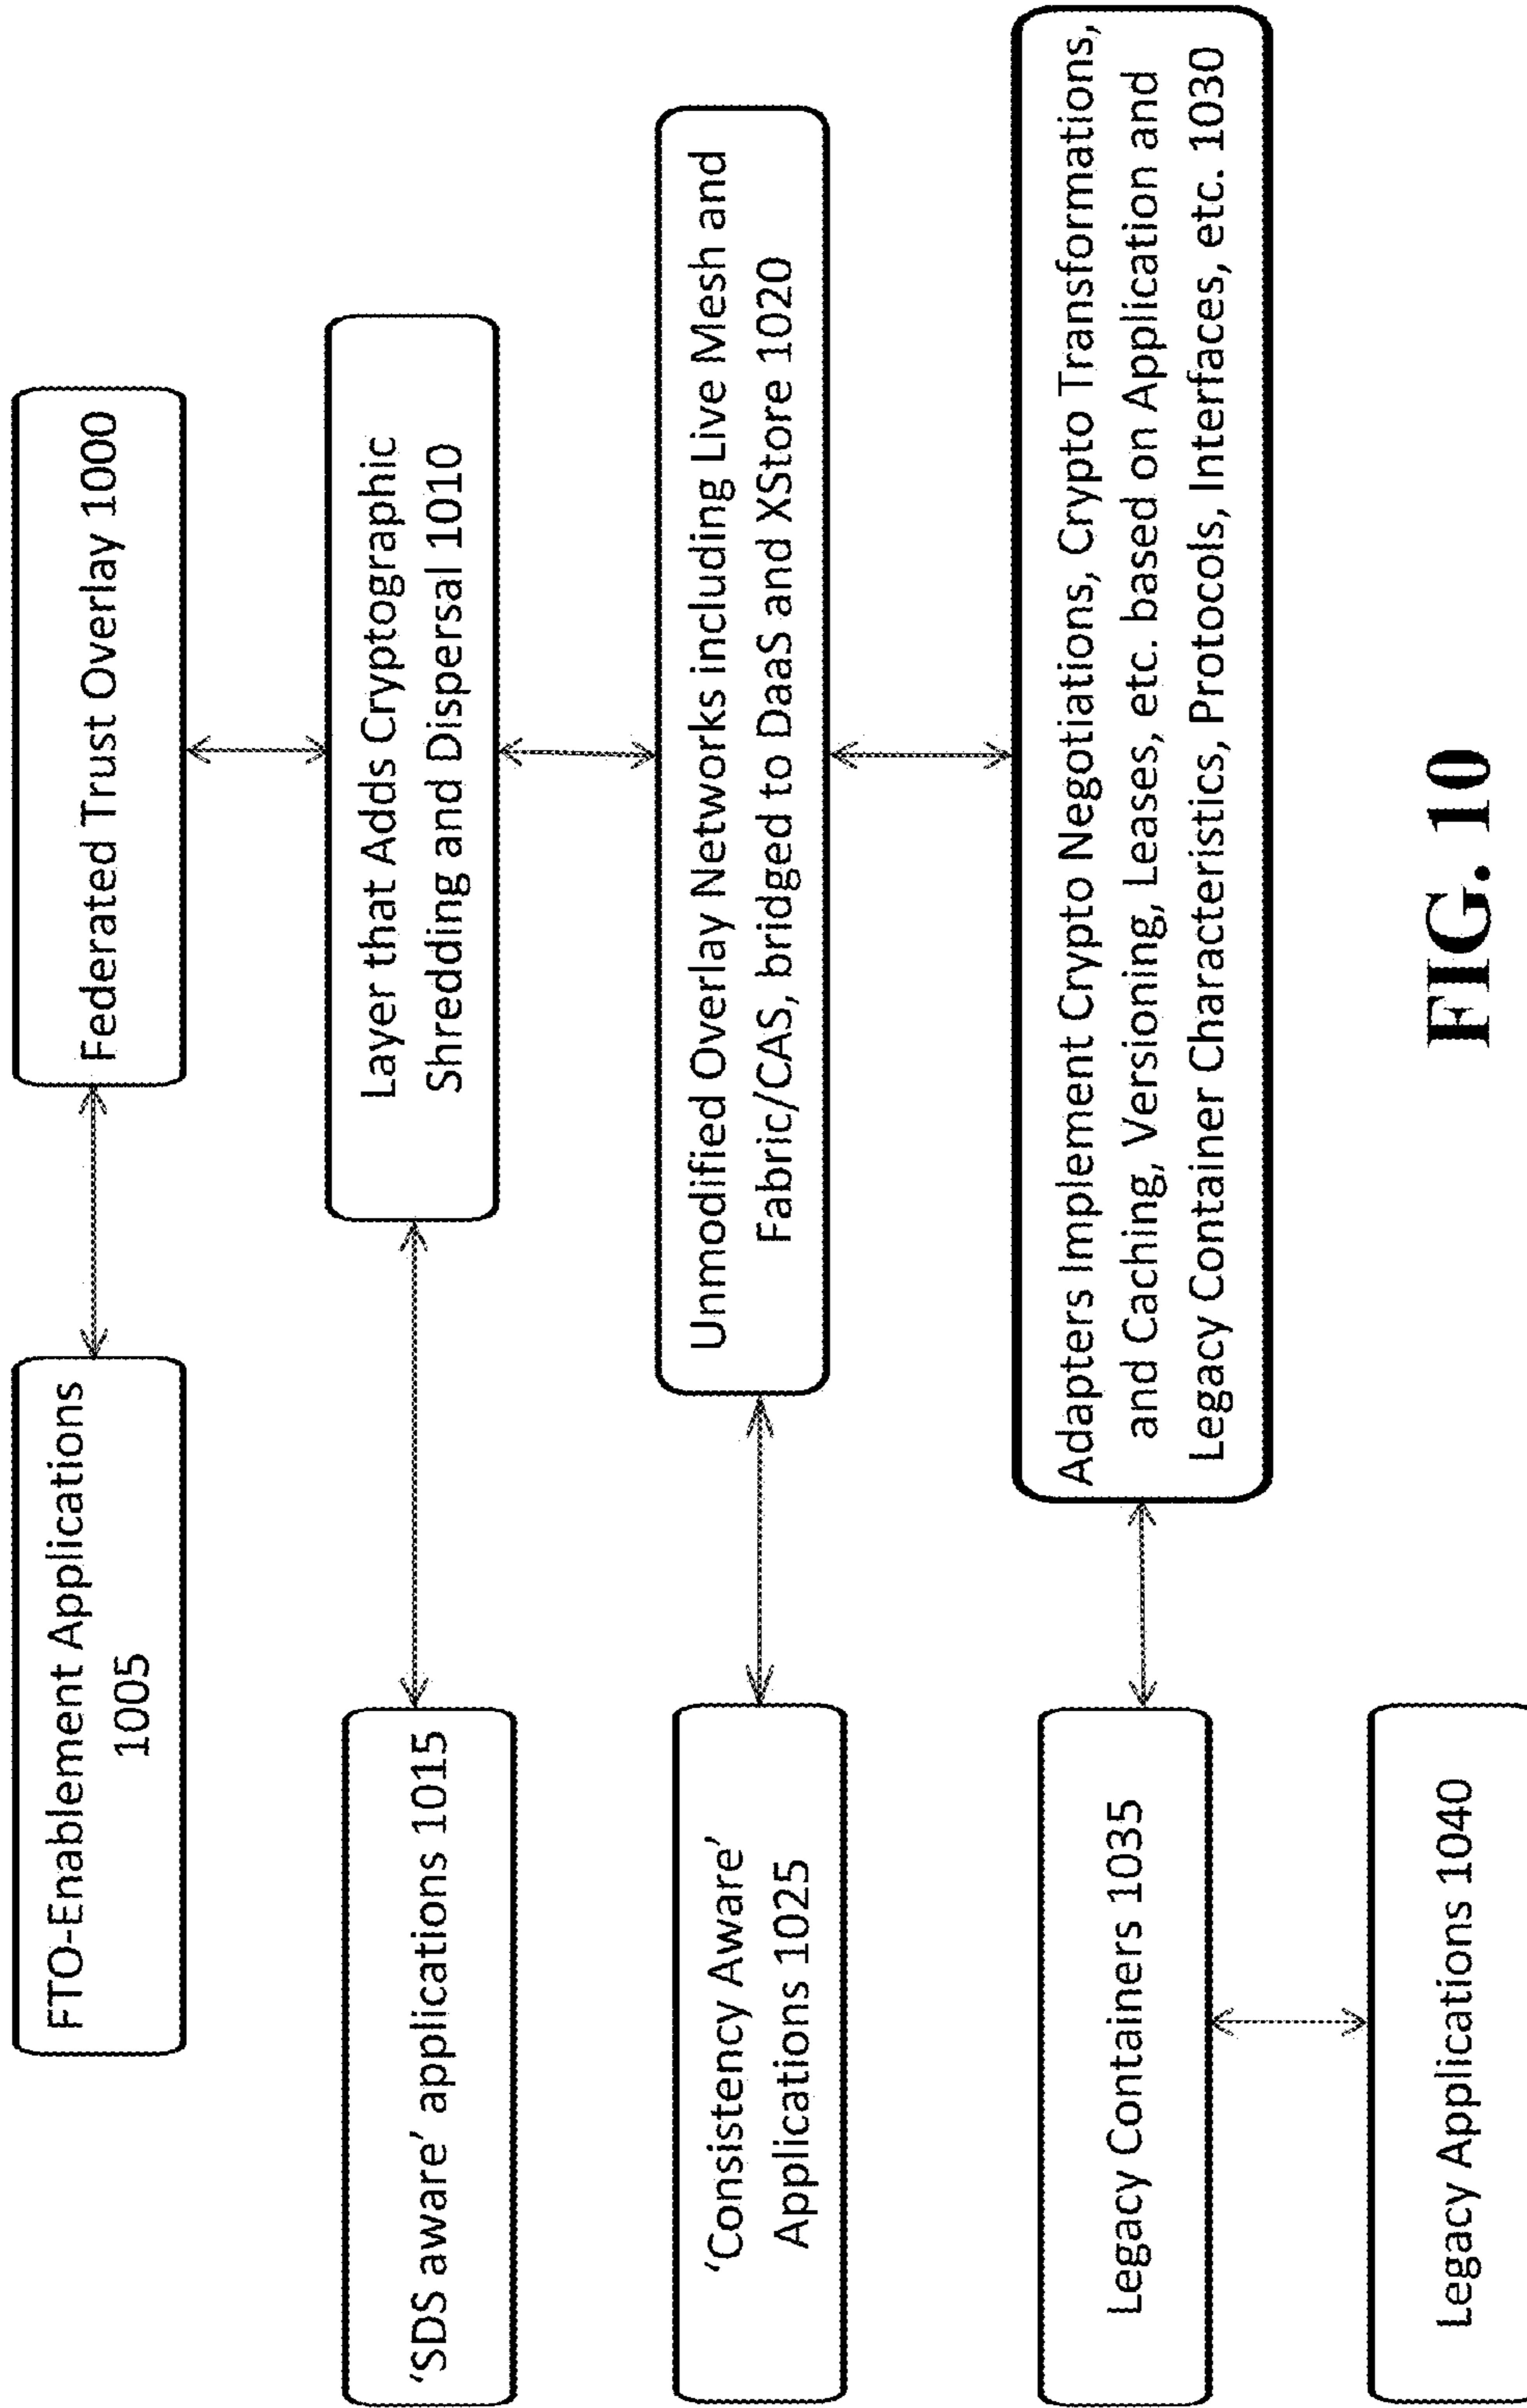 FTO-Enablement Applications
1005
Federated Trust Overlay 1000
‘SDS aware’ applications 1015
Layer that Adds Cryptographic
Shredding and Dispersal 1010
‘Consistency Aware’
Applications 1025
Unmodified Overlay Networks including Live Mesh and
Fabric/CAS, bridged to DaaS and XStore 1020
Legacy Containers 1035
Adapters Implement Crypto Negotiations, Crypto Transformations,
and Caching, Versioning, Leases, etc. based on Application and
Legacy Container Characteristics, Protocols, Interfaces, etc. 1030
Legacy Applications 1040
FIG. 10